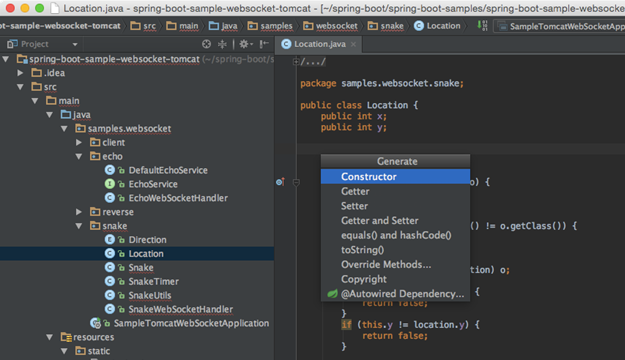 Location.java - spring-boot-sample-websocket-tomcat - [~/spring-boot/spring-boot-samples/spring-boot-sample-websocke
ebsocket-tomcat src main java samples websocket snake Location SampleTomcatWebSocketApp
Project
Location.java
spring-boot-sample-websocket-tomcat (~/spring-boot/s
.idea
src
main
java
samples.websocket
client
echo
DefaultEchoService
EchoService
EchoWebSocketHandler
reverse
snake
Direction
Location
Snake
SnakeTimer
SnakeUtils
SnakeWebSocketHandler
SampleTomcatWebSocketApplication
resources
static
/.../
package samples.websocket.snake;
public class Location {
public int x;
public int y;
Generate
Constructor
Getter
Setter
Getter and Setter
equals() and hashCode()
toString()
Override Methods...
Copyright
@Autowired Dependency...
o) {
() != o.getClass()) {
tion) o;
{
return false;
}
if (this.y != location.y) {
return false;
}